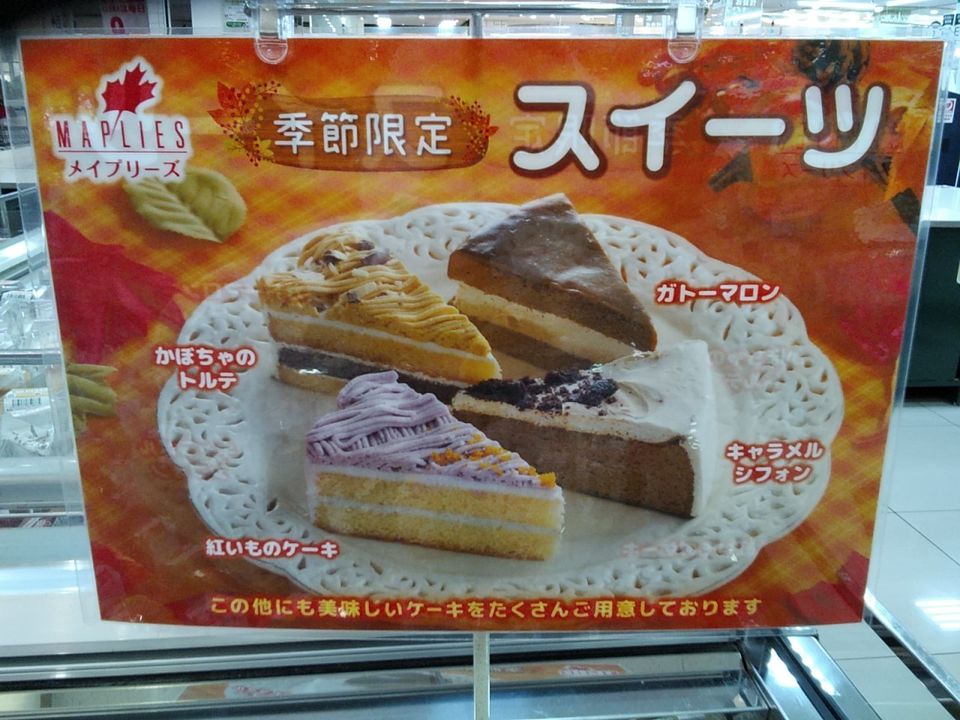 MAPLIES
メイプリーズ
季節限定
スイーツ
ガトーマロン
かぼちゃの
トルテ
キャラメル
シフォン
紅いものケーキ
この他にも美味しいケーキをたくさんご用意しております